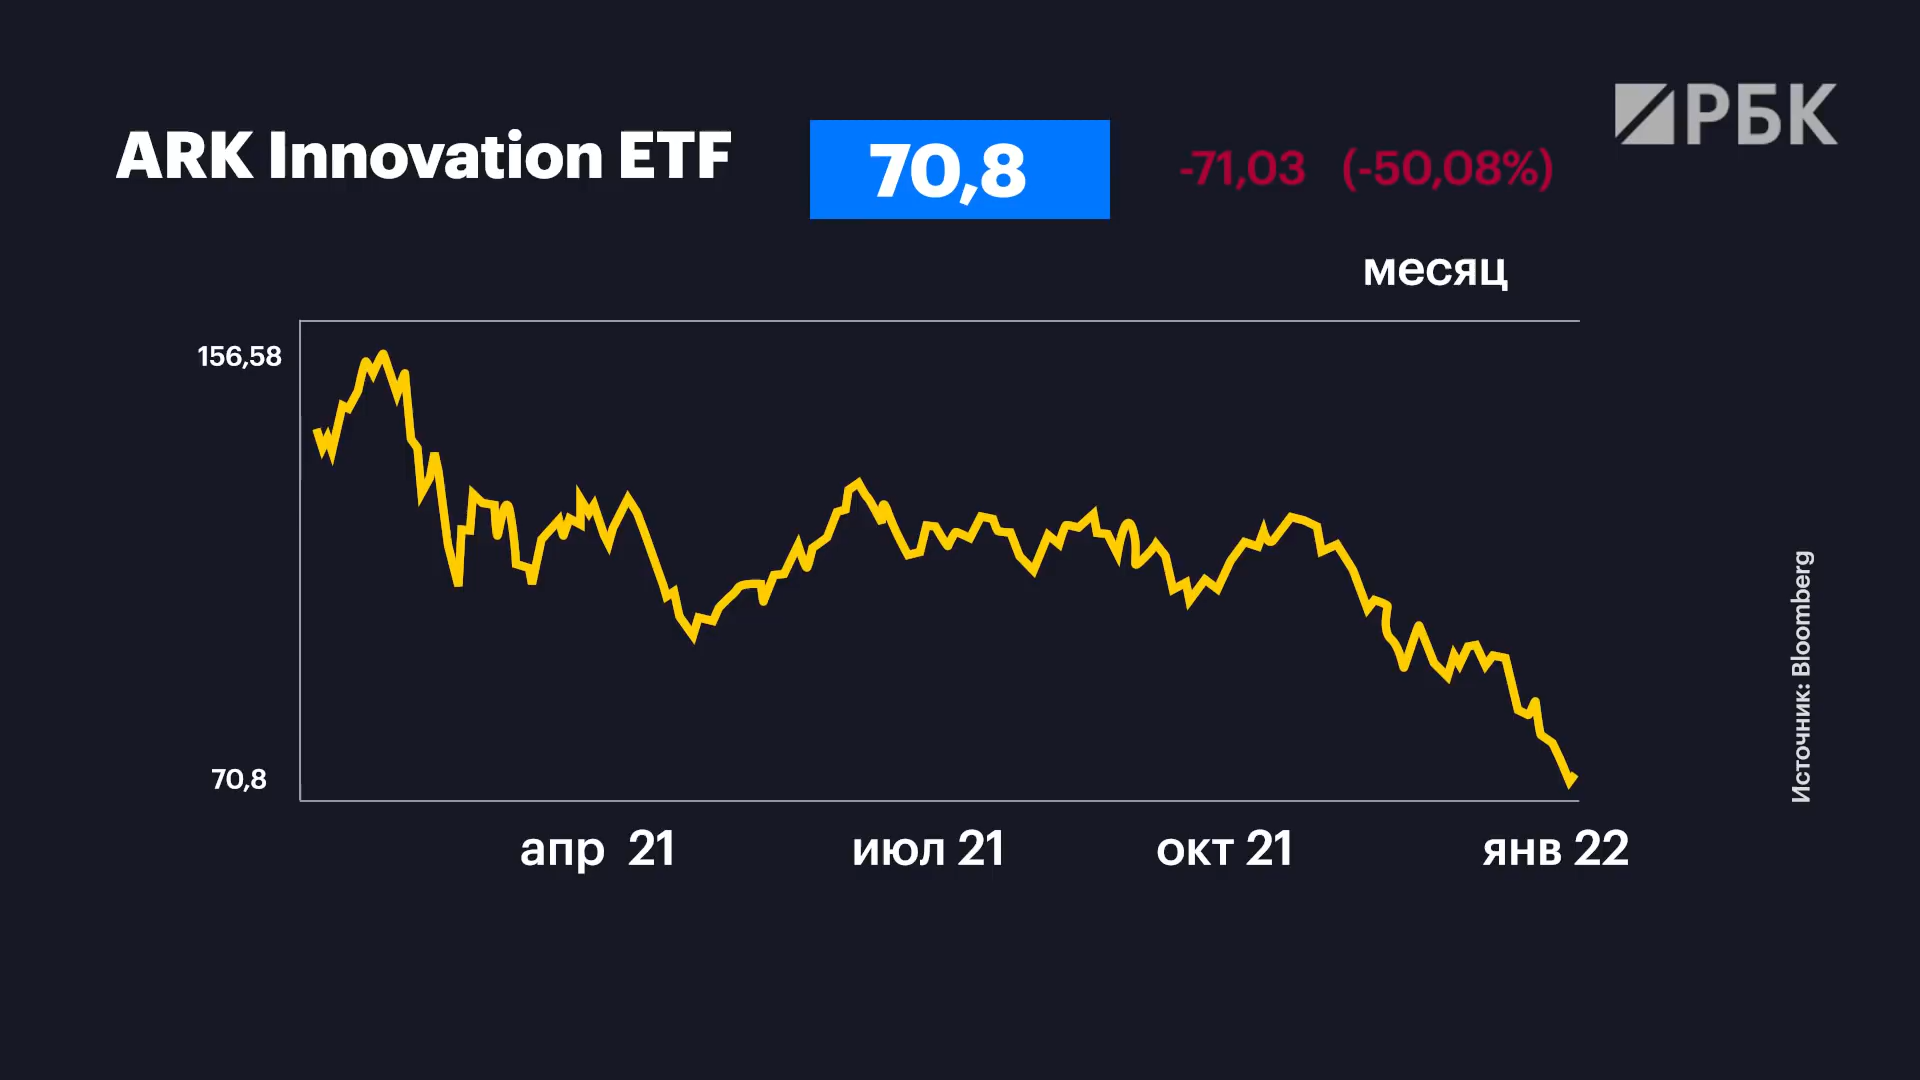 РБК
ARK Innovation ETF 70,8 -71,03 (-50,08%)
месяц
156,58
70,8
апр 21 июл 21 окт 21 янв 22
Источник: Bloomberg